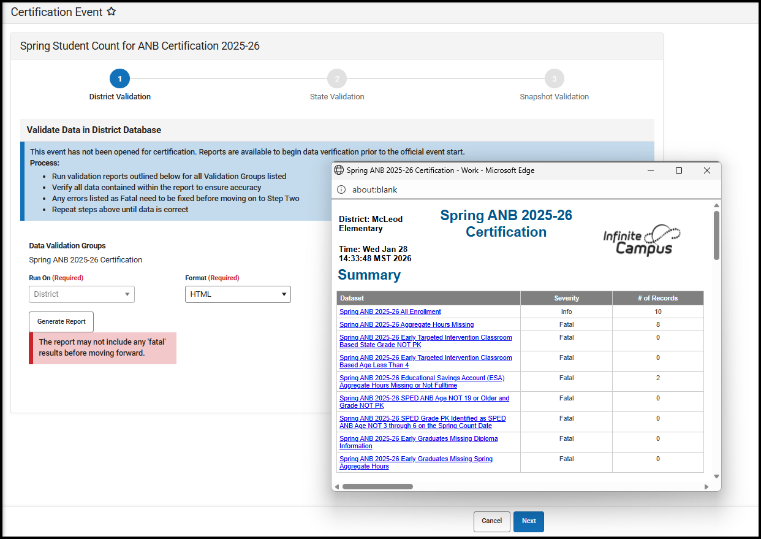 Certification Event ☆
Spring Student Count for ANB Certification 2025-26
1
2
3
District Validation
State Validation
Snapshot Validation
Validate Data in District Database
This event has not been opened for certification. Reports are available to begin data verification prior to the official event start.
Process:
• Run validation reports outlined below for all Validation Groups listed
• Verify all data contained within the report to ensure accuracy
• Any errors listed as Fatal need to be fixed before moving on to Step Two
• Repeat steps above until data is correct
Data Validation Groups
Spring ANB 2025-26 Certification
Run On (Required)
Format (Required)
District
HTML
Generate Report
The report may not include any 'fatal'
results before moving forward.
Spring ANB 2025-26 Certification - Work - Microsoft Edge
about:blank
District: McLeod
Elementary
Time: Wed Jan 28
14:33:48 MST 2026
Spring ANB 2025-26
Certification
Infinite
Campus
Summary
Dataset Severity # of Records
Spring ANB 2025-26 All Enrollment Info 10
Spring ANB 2025-26 Aggregate Hours Missing Fatal 8
Spring ANB 2025-26 Early Targeted Intervention Classroom Fatal 0
Based State Grade NOT PK
Spring ANB 2025-26 Early Targeted Intervention Classroom Fatal 0
Based Age Less Than 4
Spring ANB 2025-26 Educational Savings Account (ESA) Fatal 2
Aggregate Hours Missing or Not Fulltime
Spring ANB 2025-26 SPED ANB Age NOT 19 or Older and Fatal 0
Grade NOT PK
Spring ANB 2025-26 SPED Grade PK Identified as SPED Fatal 0
ANB Age NOT 3 through 6 on the Spring Count Date
Spring ANB 2025-26 Early Graduates Missing Diploma Fatal 0
Information
Spring ANB 2025-26 Early Graduates Missing Spring Fatal 0
Aggregate Hours
Cancel
Next